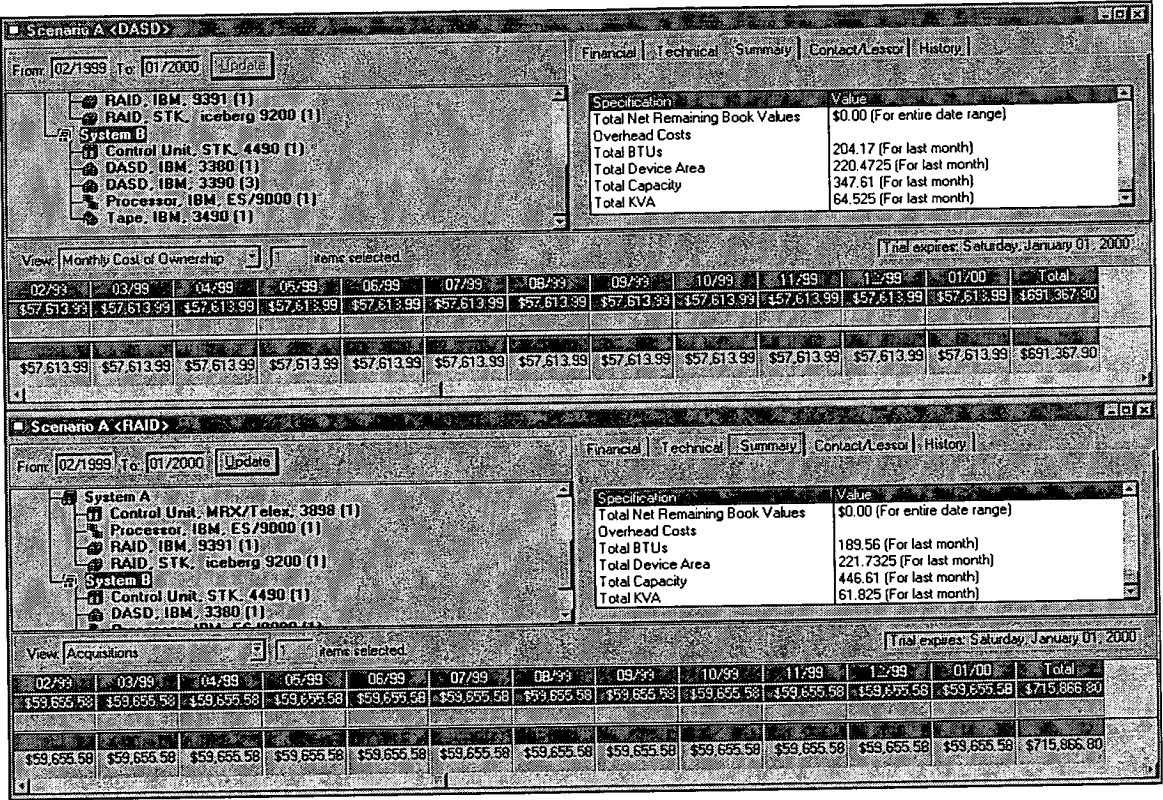 Scenario A <DASD>
From: 02/1999 To: 01/2000 Update
RAID, IBM, 9391 (1)
RAID, STK, iceberg 9200 (1)
System B
Control Unit, STK, 4490 (1)
DASD, IBM, 3380 (1)
DASD, IBM, 3390 (3)
Processor, IBM, ES/9000 (1)
Tape, IBM, 3490 (1)
Financial Technical Summary Contact/Lessor History
Specification Value
Total Net Remaining Book Values $0.00 (For entire date range)
Overhead Costs
Total BTUs 204.17 (For last month)
Total Device Area 220.4725 (For last month)
Total Capacity 347.61 (For last month)
Total KVA 64.525 (For last month)
View: Monthly Cost of Ownership 1 items selected.
Trial expires: Saturday, January 01, 2000
02/99 03/99 04/99 05/99 06/99 07/99 08/99 09/99 10/99 11/99 12/99 01/00 Total
$57,613.99 $57,613.99 $57,613.99 $57,613.99 $57,613.99 $57,613.99 $57,613.99 $57,613.99 $57,613.99 $57,613.99 $57,613.99 $57,613.99 $691,367.90
$57,613.99 $57,613.99 $57,613.99 $57,613.99 $57,613.99 $57,613.99 $57,613.99 $57,613.99 $57,613.99 $57,613.99 $57,613.99 $57,613.99 $691,367.90
Scenario A <RAID>
From: 02/1999 To: 01/2000 Update
System A
Control Unit, MRX/Telex, 3898 (1)
Processor, IBM, ES/9000 (1)
RAID, IBM, 9391 (1)
RAID, STK, iceberg 9200 (1)
System B
Control Unit, STK, 4490 (1)
DASD, IBM, 3380 (1)
Processor, IBM, ES/9000 (1)
Financial Technical Summary Contact/Lessor History
Specification Value
Total Net Remaining Book Values $0.00 (For entire date range)
Overhead Costs
Total BTUs 189.56 (For last month)
Total Device Area 221.7325 (For last month)
Total Capacity 446.61 (For last month)
Total KVA 61.825 (For last month)
View: Acquisitions 1 items selected.
Trial expires: Saturday, January 01, 2000
02/99 03/99 04/99 05/99 06/99 07/99 08/99 09/99 10/99 11/99 12/99 01/00 Total
$59,655.58 $59,655.58 $59,655.58 $59,655.58 $59,655.58 $59,655.58 $59,655.58 $59,655.58 $59,655.58 $59,655.58 $59,655.58 $59,655.58 $715,866.80
$59,655.58 $59,655.58 $59,655.58 $59,655.58 $59,655.58 $59,655.58 $59,655.58 $59,655.58 $59,655.58 $59,655.58 $59,655.58 $59,655.58 $715,866.80